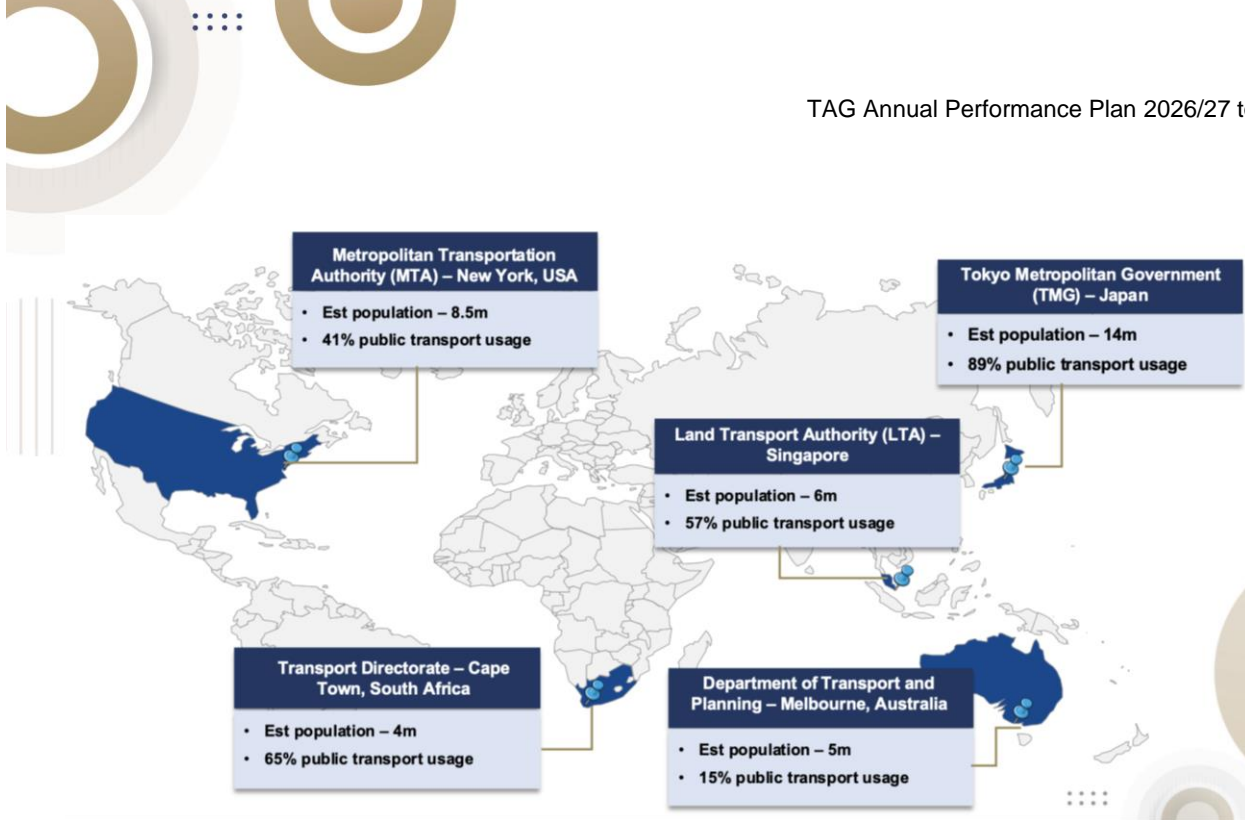 TAG Annual Performance Plan 2026/27
Metropolitan Transportation
Authority (MTA) – New York, USA
• Est population – 8.5m
• 41% public transport usage
Tokyo Metropolitan Government
(TMG) – Japan
• Est population – 14m
• 89% public transport usage
Land Transport Authority (LTA) –
Singapore
• Est population – 6m
• 57% public transport usage
Transport Directorate – Cape
Town, South Africa
• Est population – 4m
• 65% public transport usage
Department of Transport and
Planning – Melbourne, Australia
• Est population – 5m
• 15% public transport usage